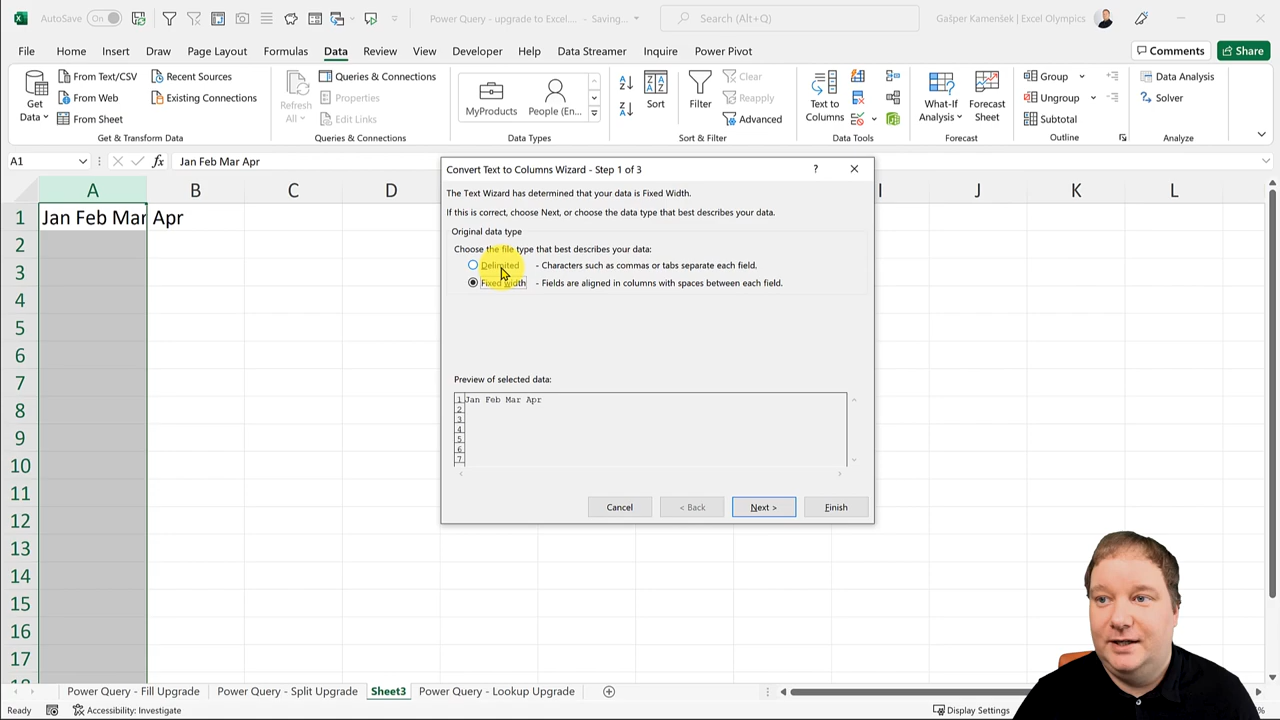 AutoSave Off Power Query - upgrade to Excel.... - Saving... Search (Alt+Q) Gašper Kamenšek | Excel Olympics
File Home Insert Draw Page Layout Formulas Data Review View Developer Help Data Streamer Inquire Power Pivot Comments Share
Get Data
From Text/CSV
From Web
From Sheet
Recent Sources
Existing Connections
Get & Transform Data
Refresh All
Queries & Connections
Properties
Edit Links
Queries & Connections
MyProducts People (En...
Data Types
Sort
Filter
Clear
Reapply
Advanced
Sort & Filter
Text to Columns
Data Tools
What-If Analysis
Forecast Sheet
Forecast
Group
Ungroup
Subtotal
Outline
Data Analysis
Solver
Analyze
A1 fx Jan Feb Mar Apr
A B C D I J K L
1 Jan Feb Mar Apr
2
3
4
5
6
7
8
9
10
11
12
13
14
15
16
17
Convert Text to Columns Wizard - Step 1 of 3 ?
The Text Wizard has determined that your data is Fixed Width.
If this is correct, choose Next, or choose the data type that best describes your data.
Original data type
Choose the file type that best describes your data:
Delimited - Characters such as commas or tabs separate each field.
Fixed width - Fields are aligned in columns with spaces between each field.
Preview of selected data:
1 Jan Feb Mar Apr
2
3
4
5
6
7
Cancel < Back Next > Finish
Power Query - Fill Upgrade Power Query - Split Upgrade Sheet3 Power Query - Lookup Upgrade
Ready Accessibility: Investigate Display Settings